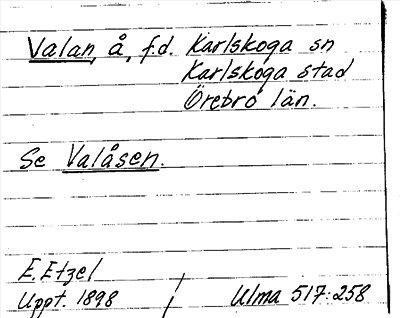 Valan, å, f.d. Karlskoga sn
Karlskoga stad
Örebro län.
Se Valåsen.
E. Etzel
Uppt. 1898
Ulma 517:258